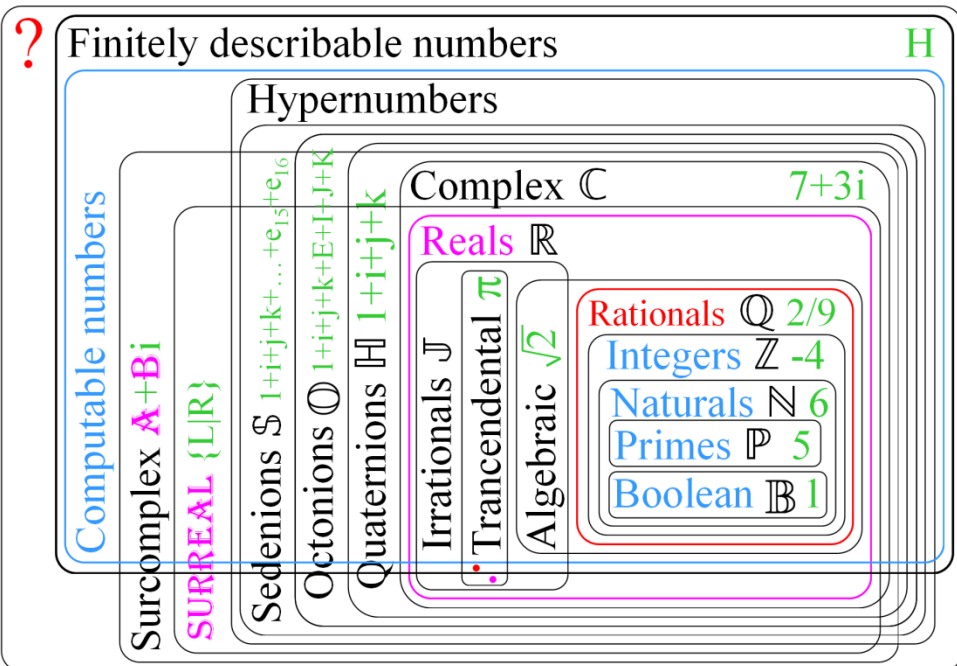 ?
Finitely describable numbers H
Hypernumbers
Computable numbers
Surcomplex A+Bi
SURREAL {L|R}
Sedenions 𝕊 1+i+j+k+...+e₁₅+e₁₆
Octonions 𝕆 1+i+j+k+E+I+J+K
Quaternions ℍ 1+i+j+k
Complex ℂ 7+3i
Reals ℝ
Irrationals 𝕁
Trancendental π
Algebraic √2
Rationals ℚ 2/9
Integers ℤ -4
Naturals ℕ 6
Primes ℙ 5
Boolean 𝔹 1